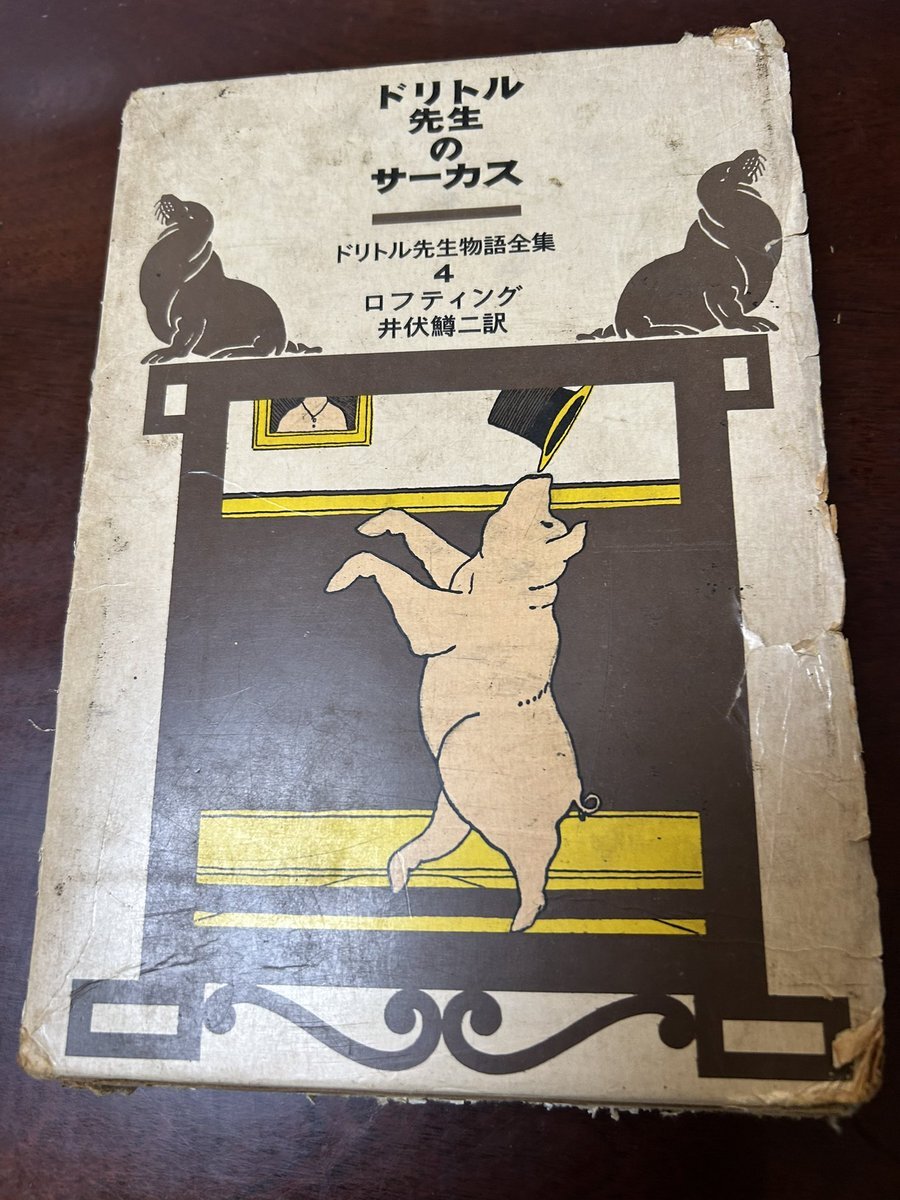 ドリトル
先生
の
サーカス
ドリトル先生物語全集
4
ロフティング
井伏鱒二訳